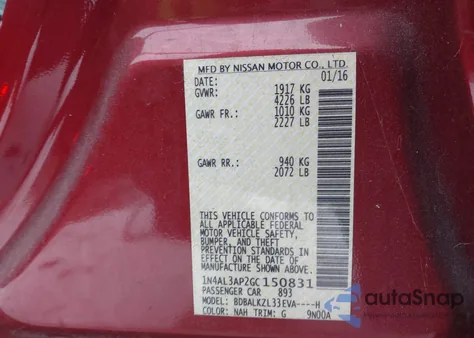 MFD BY NISSAN MOTOR CO., LTD.
DATE: 01/16
GVWR: 1917 KG
4226 LB
GAWR FR.: 1010 KG
2227 LB
GAWR RR.: 940 KG
2072 LB
THIS VEHICLE CONFORMS TO
ALL APPLICABLE FEDERAL
MOTOR VEHICLE SAFETY,
BUMPER, AND THEFT
PREVENTION STANDARDS IN
EFFECT ON THE DATE OF
MANUFACTURE SHOWN ABOVE.
1N4AL3AP2GC150831
PASSENGER CAR 893
MODEL: BDBALKZL33EVA----H
COLOR: NAH TRIM: G 9N00A
autoSnap